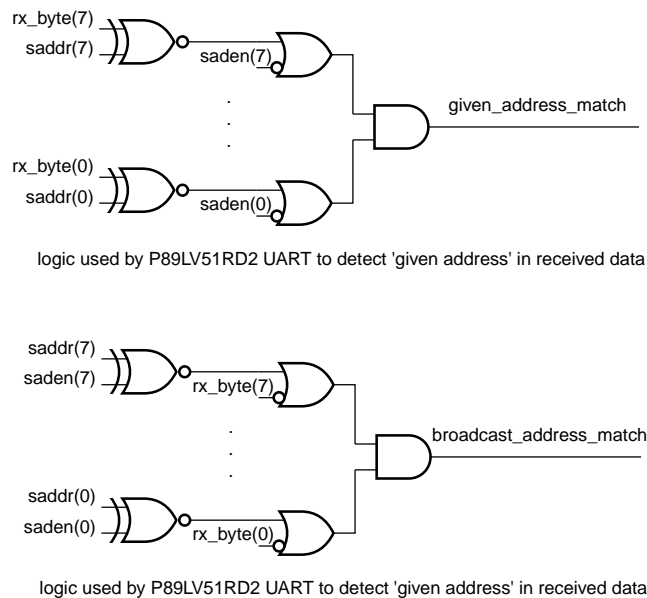 rx_byte(7)
saddr(7)
saden(7)
.
.
.
given_address_match
rx_byte(0)
saddr(0)
saden(0)
logic used by P89LV51RD2 UART to detect 'given address' in received data
saddr(7)
saden(7)
rx_byte(7)
.
.
.
broadcast_address_match
saddr(0)
saden(0)
rx_byte(0)
logic used by P89LV51RD2 UART to detect 'given address' in received data